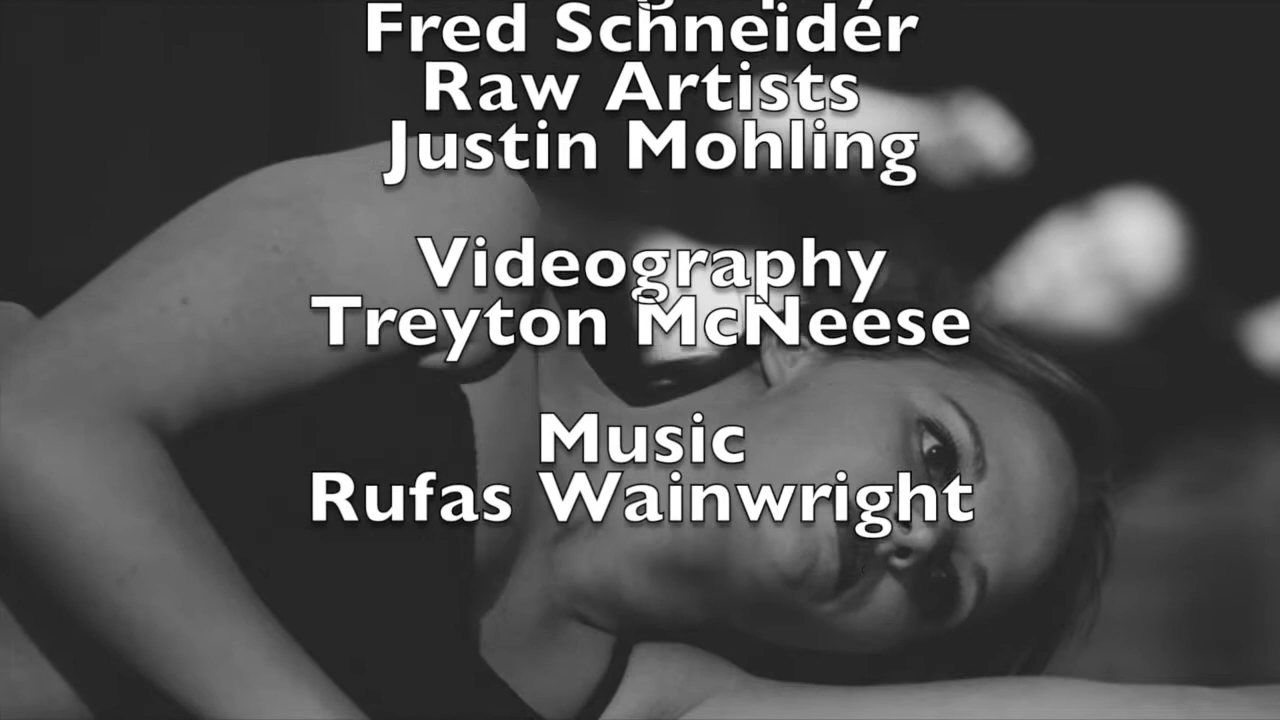 Fred Schneider
Raw Artists
Justin Mohling
Videography
Treyton McNeese
Music
Rufas Wainwright